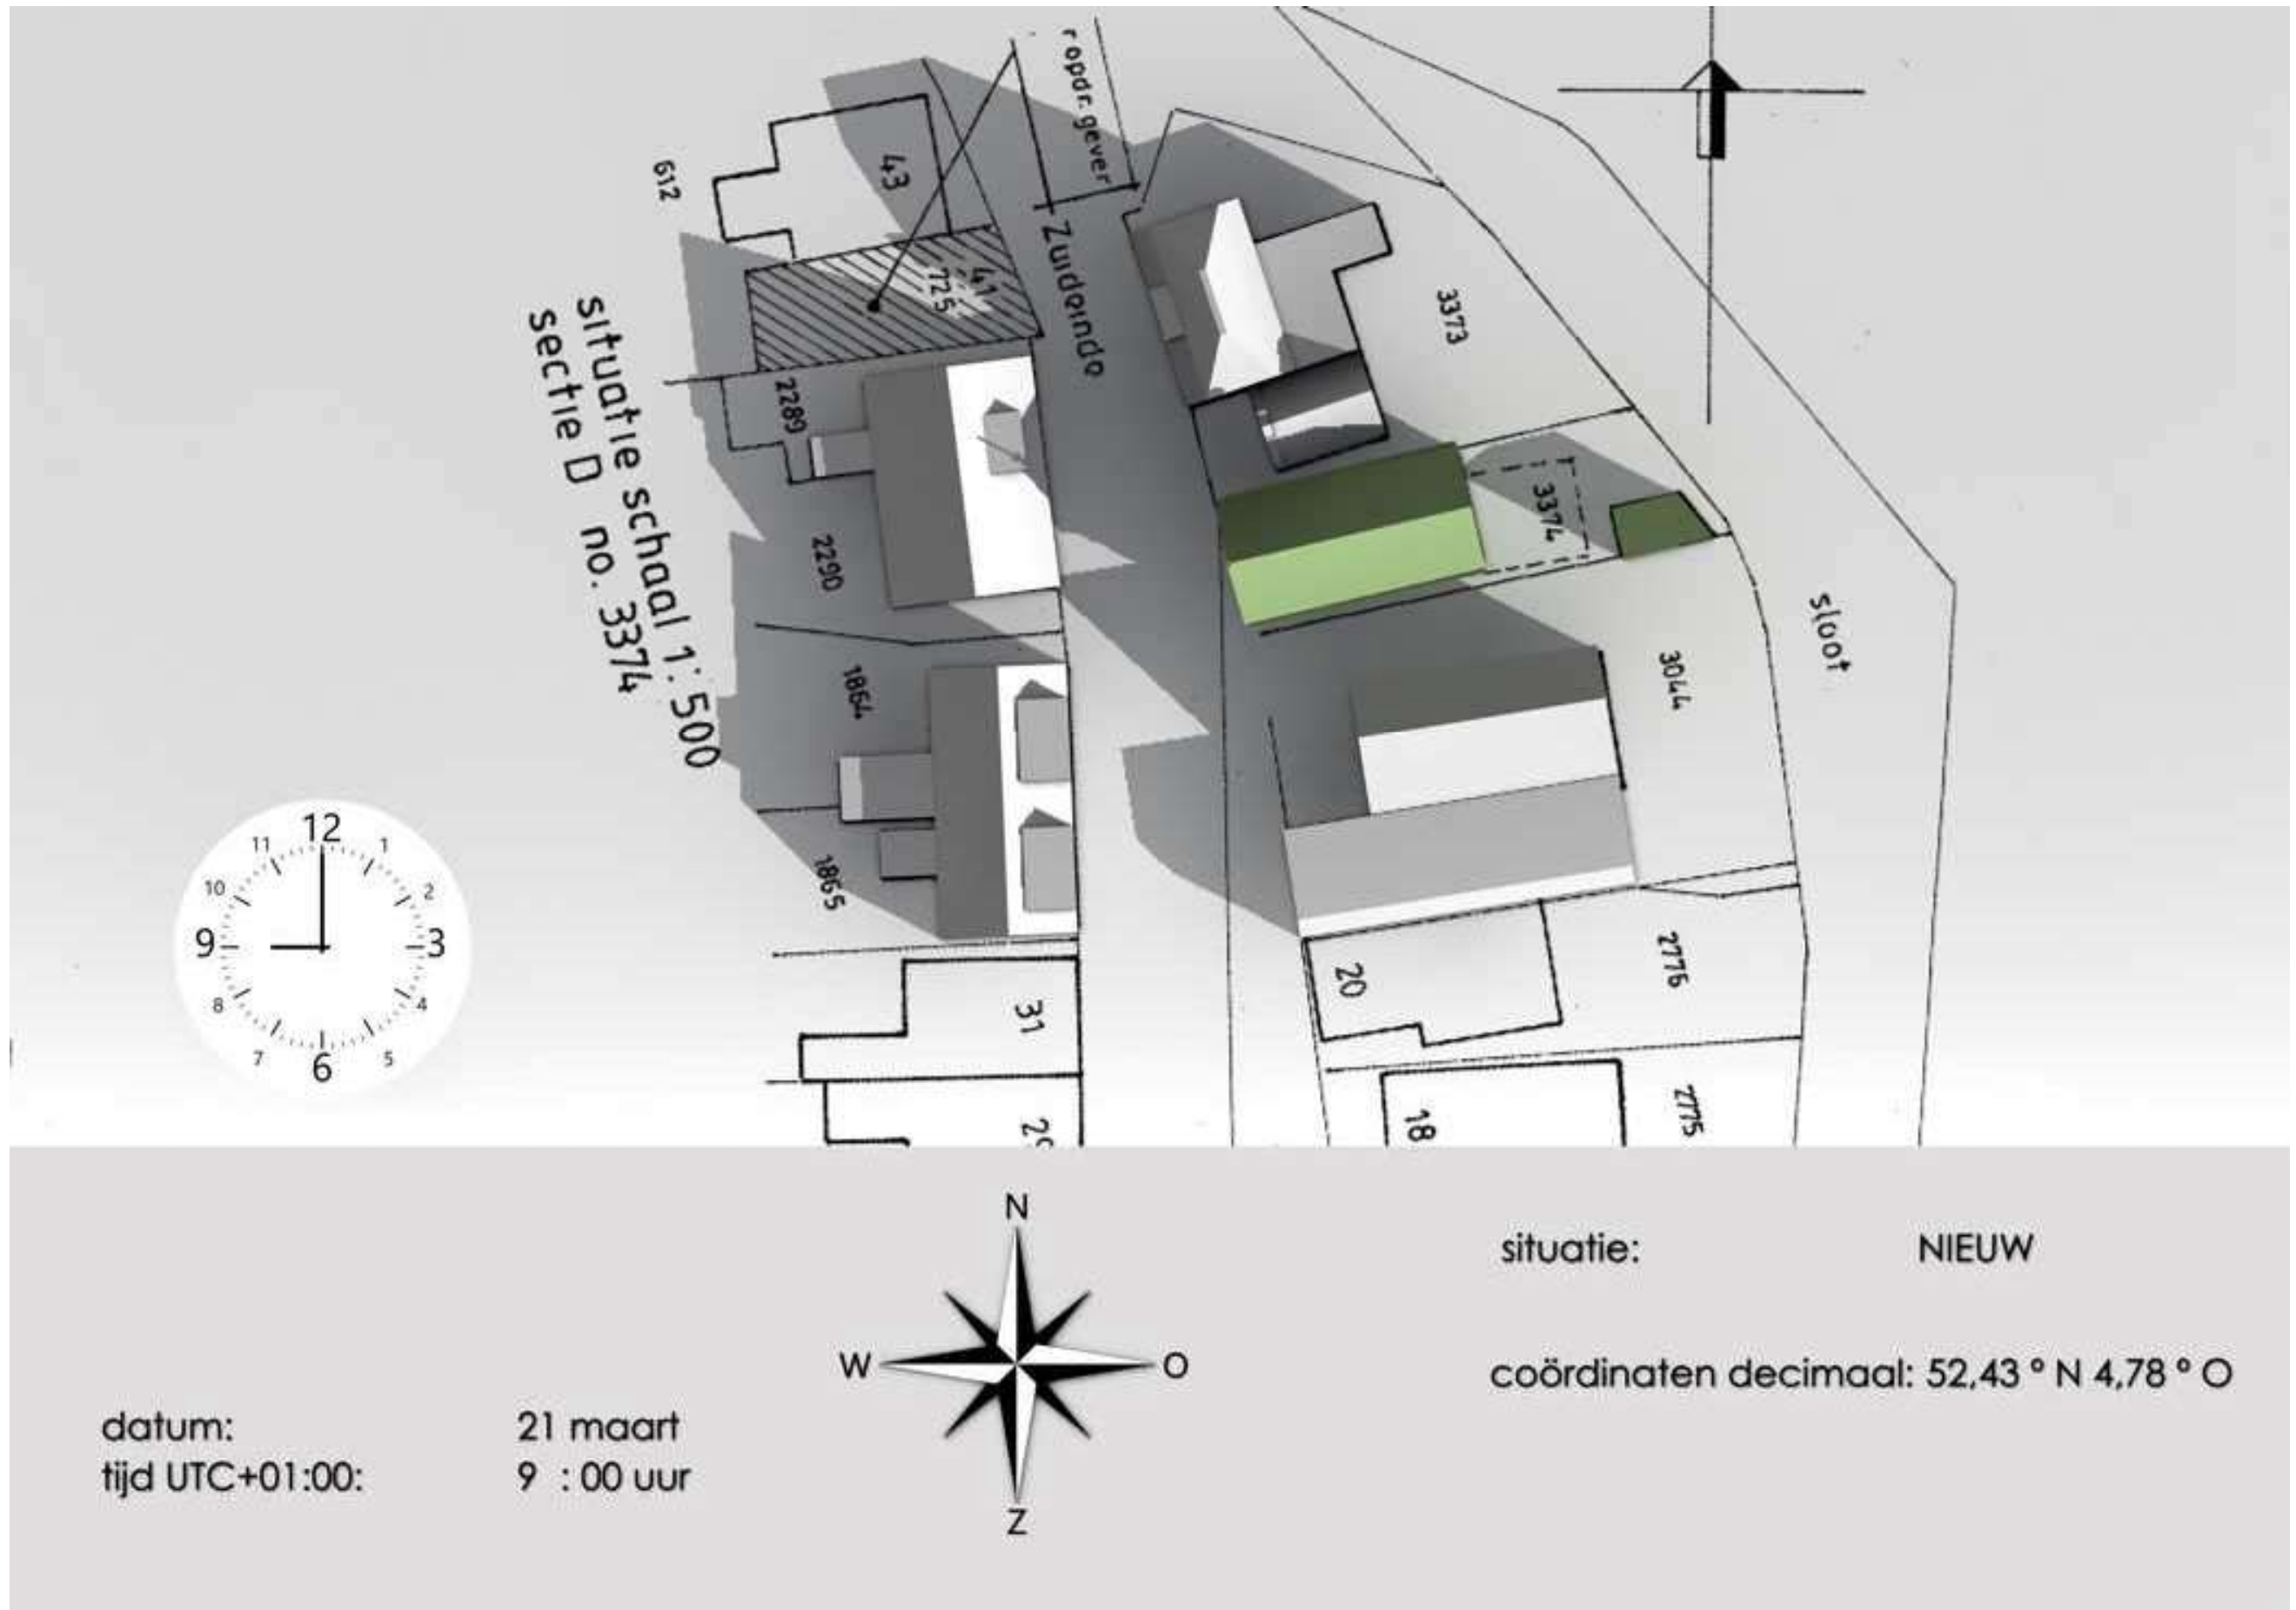 r opdr. gever
43
612
41
725
Zuideinde
3373
situatie schaal 1:500
sectie D no. 3374
2289
3374
2290
sloot
1864
3044
1865
12
11
1
10
2
9
3
8
4
7
5
6
31
20
2776
18
2775
N
W
O
Z
situatie: NIEUW
coördinaten decimaal: 52,43 º N 4,78 º O
datum: 21 maart
tijd UTC+01:00: 9 : 00 uur